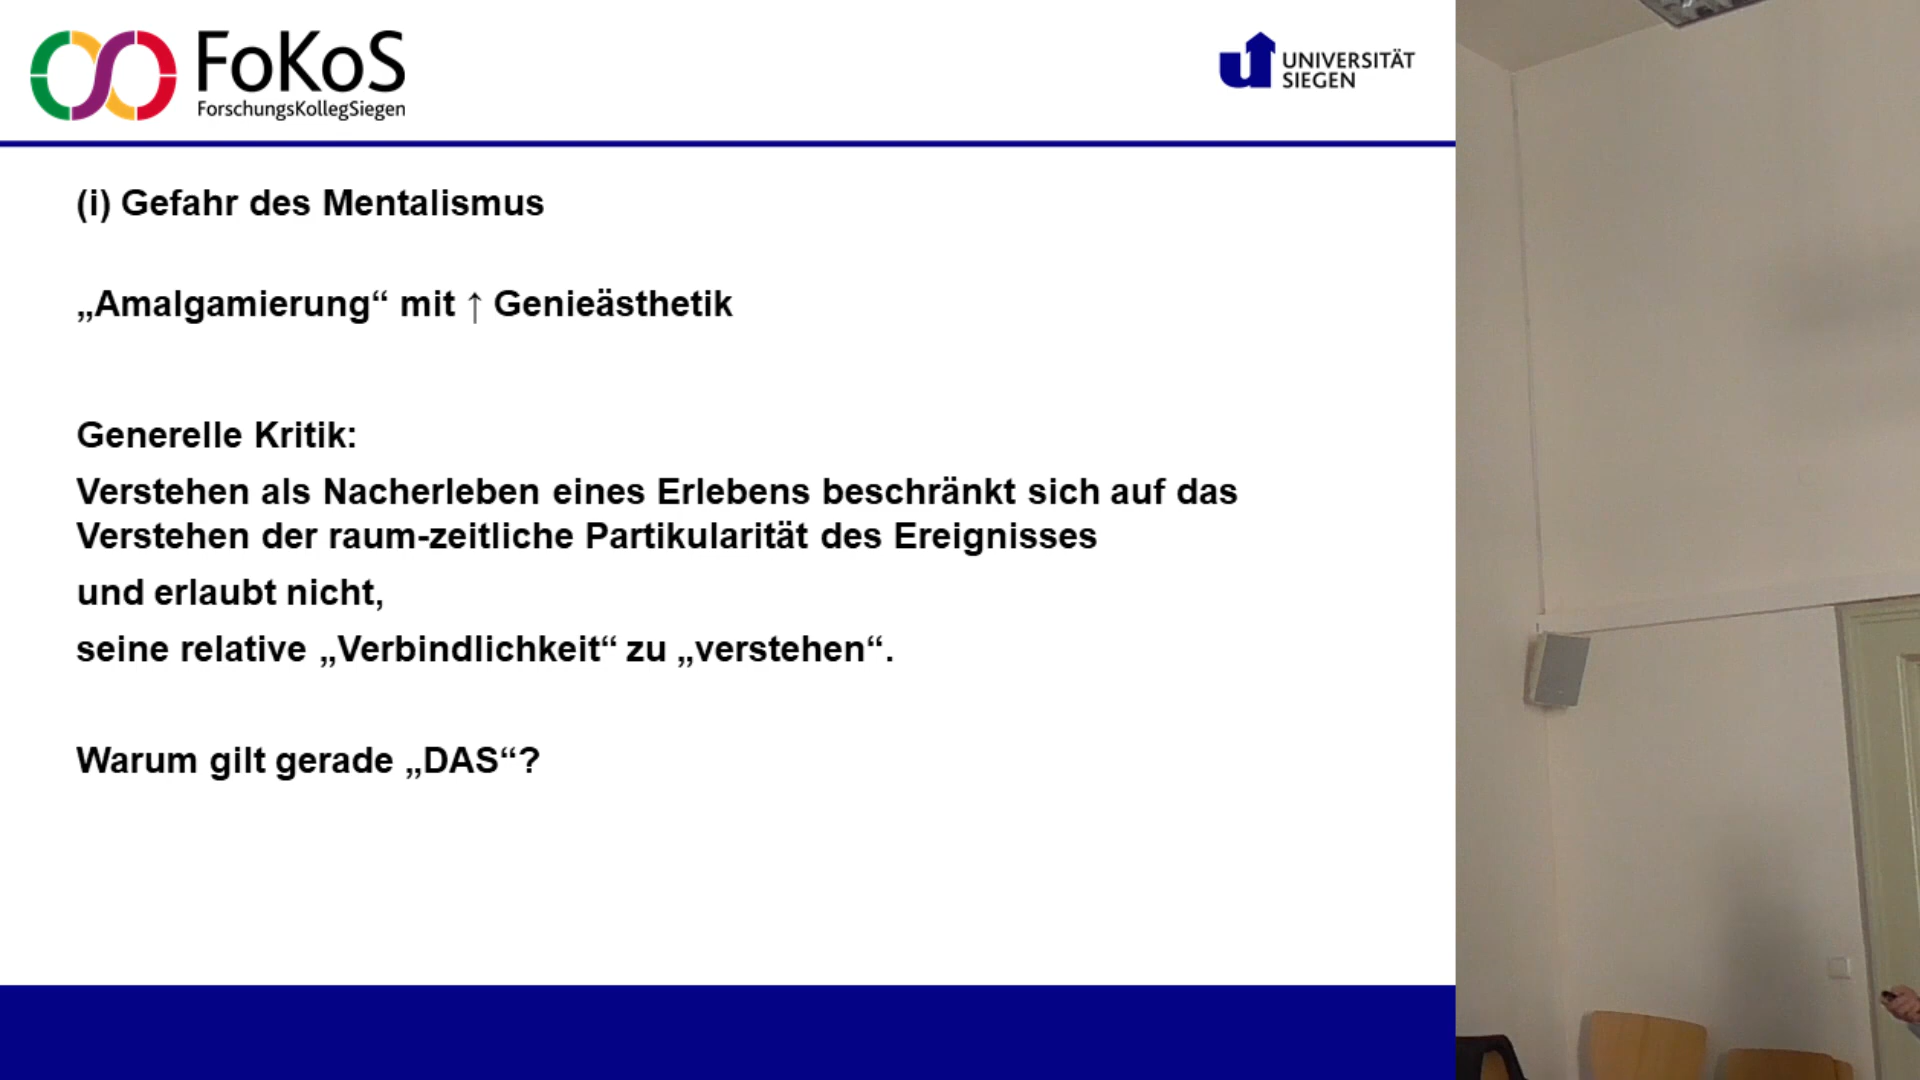 FoKoS
ForschungsKollegSiegen
UNIVERSITÄT
SIEGEN
(i) Gefahr des Mentalismus
„Amalgamierung“ mit ↑ Genieästhetik
Generelle Kritik:
Verstehen als Nacherleben eines Erlebens beschränkt sich auf das
Verstehen der raum-zeitliche Partikularität des Ereignisses
und erlaubt nicht,
seine relative „Verbindlichkeit“ zu „verstehen“.
Warum gilt gerade „DAS“?